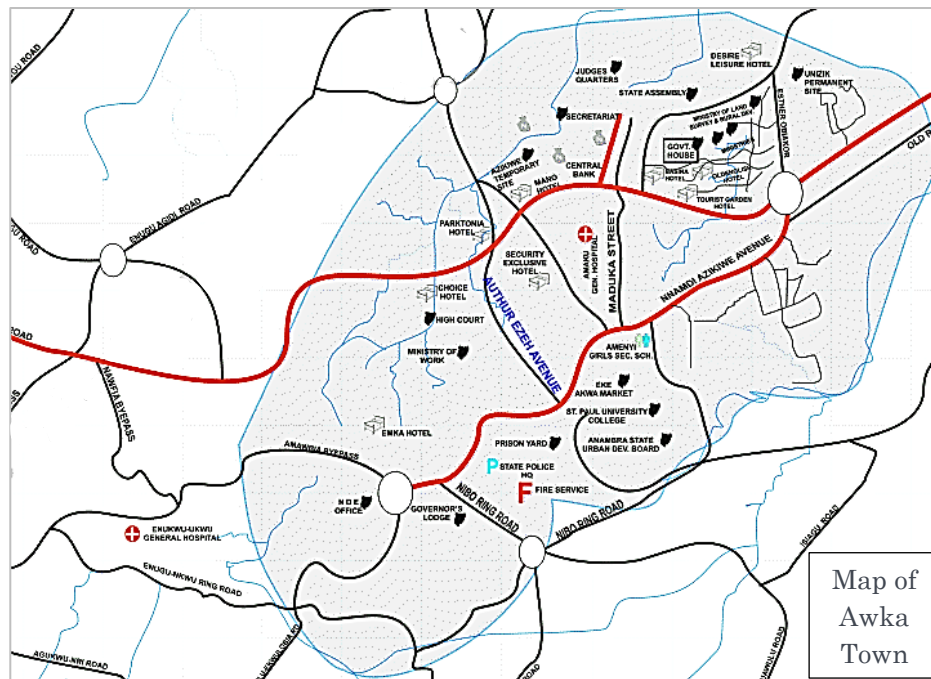 DESIRE
LEISURE HOTEL
JUDGES
QUARTERS
UNIZIK
PERMANENT
SITE
STATE ASSEMBLY
ESTHER OBIAKOR
MINISTRY OF LAND
SURVEY & RURAL DEV.
SECRETARIAT
MINISTRIES
GOVT.
HOUSE
OLD R
AZIKIWE
TEMPORARY
SITE
CENTRAL
BANK
HOTEL
HOTEL
HOTEL
TOURIST GARDEN
HOTEL
ENUGU AGIDI ROAD
PARKTONIA
HOTEL
AMAKU
GEN. HOSPITAL
MADUKA STREET
NNAMDI AZIKIWE AVENUE
SECURITY
EXCLUSIVE
HOTEL
CHOICE
HOTEL
AUTHUR EZEH AVENUE
HIGH COURT
ROAD
MINISTRY OF
WORK
AMENYI
GIRLS SEC. SCH.
NAWFIA BYEPASS
EKE
AKWA MARKET
ST. PAUL UNIVERSITY
COLLEGE
EMKA HOTEL
PRISON YARD
ANAMBRA STATE
URBAN DEV. BOARD
AMAWBIA BYEPASS
P STATE POLICE
HQ
F FIRE SERVICE
N D E
OFFICE
GOVERNOR'S
LODGE
NIBO RING ROAD
NIBO RING ROAD
ISIAGU ROAD
ENUKWU-UKWU
GENERAL HOSPITAL
ENUGU-NKWU RING ROAD
Map of
Awka
Town